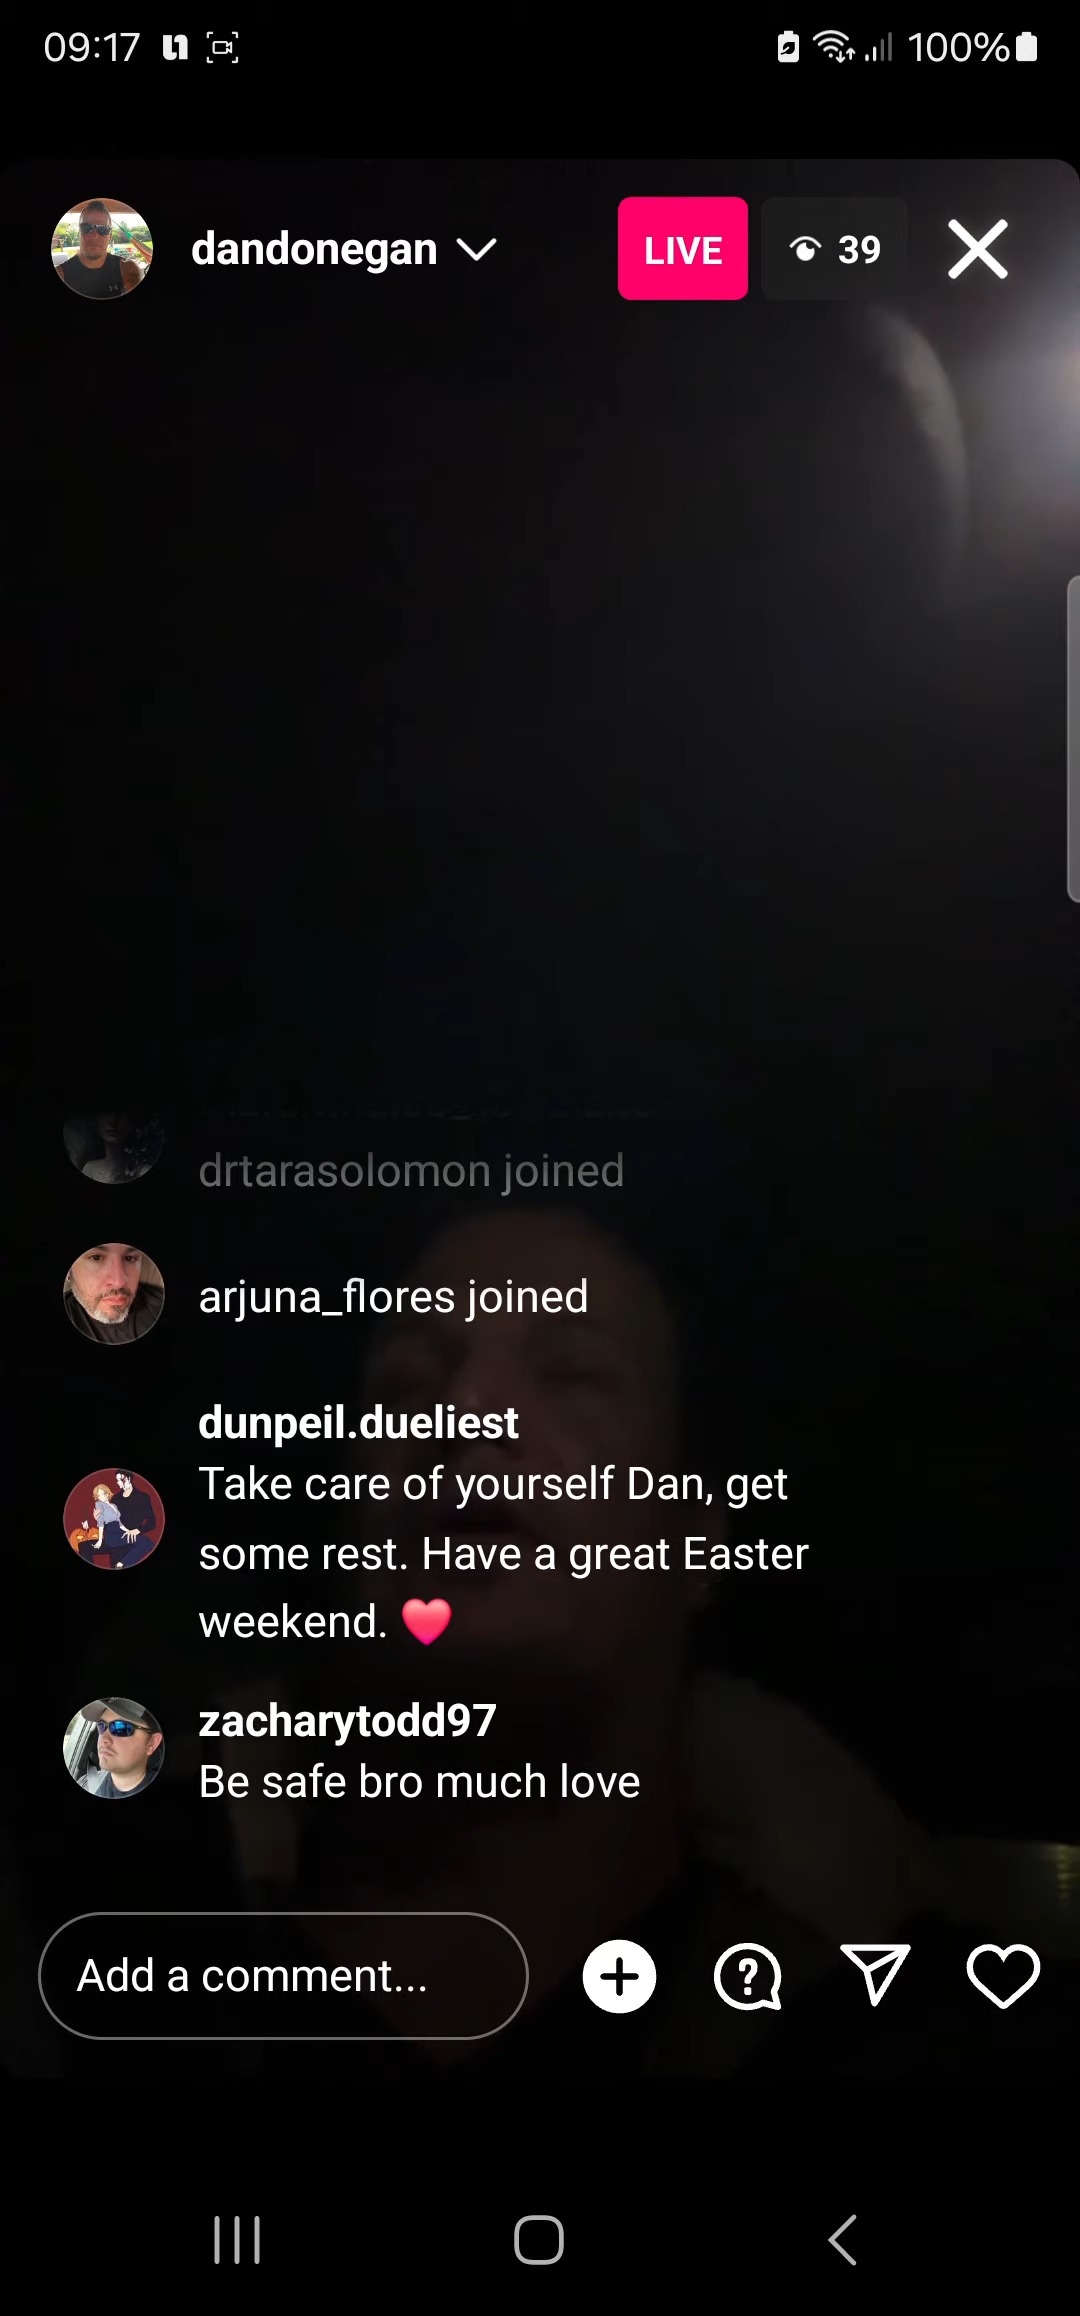 09:17
100%
dandonegan
LIVE
39
drtarasolomon joined
arjuna_flores joined
dunpeil.dueliest
Take care of yourself Dan, get
some rest. Have a great Easter
weekend. ❤️
zacharytodd97
Be safe bro much love
Add a comment...